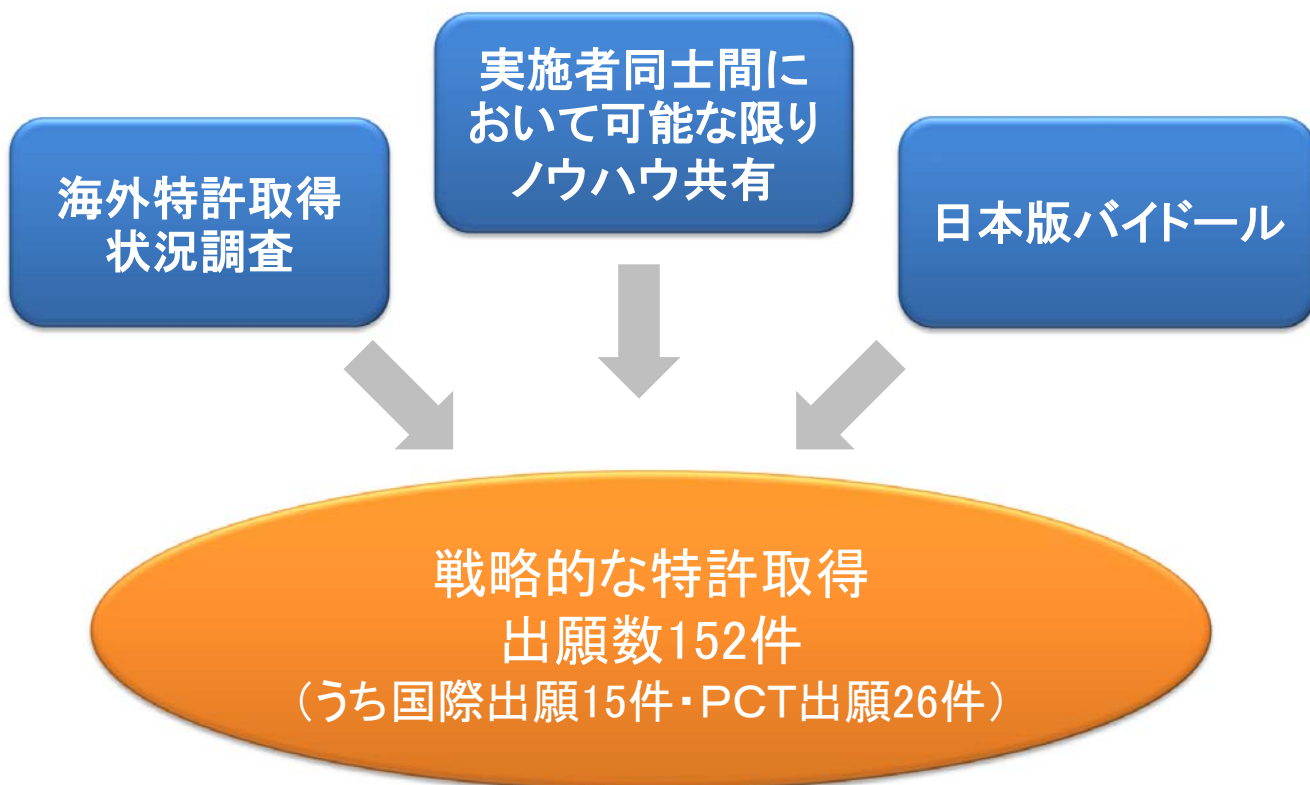 海外特許取得
状況調査
実施者同士間に
おいて可能な限り
ノウハウ共有
日本版バイドール
戦略的な特許取得
出願数152件
（うち国際出願15件・PCT出願26件）